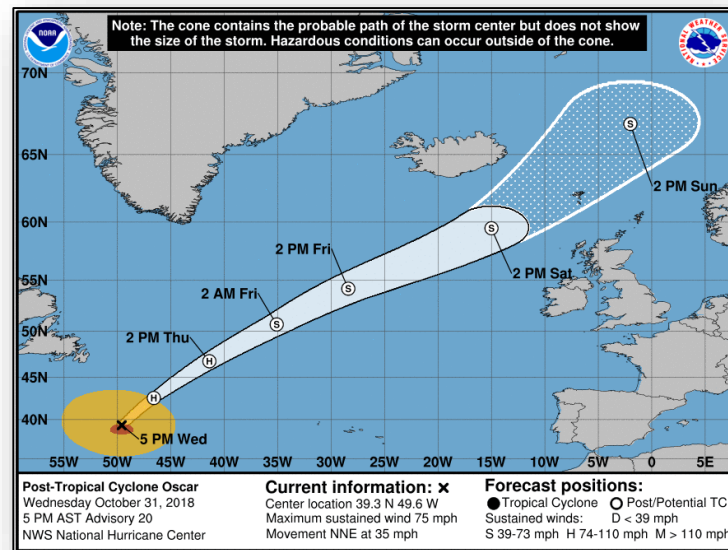 Note: The cone contains the probable path of the storm center but does not show
the size of the storm. Hazardous conditions can occur outside of the cone.
NOAA
NATIONAL WEATHER SERVICE
70N
65N
2 PM Sun
60N
2 PM Fri
2 PM Sat
55N
2 AM Fri
50N
2 PM Thu
45N
40N
5 PM Wed
55W 50W 45W 40W 35W 30W 25W 20W 15W 10W 5W 0 5E
S
S
S
S
H
H
Post-Tropical Cyclone Oscar
Wednesday October 31, 2018
5 PM AST Advisory 20
NWS National Hurricane Center
Current information: ×
Center location 39.3 N 49.6 W
Maximum sustained wind 75 mph
Movement NNE at 35 mph
Forecast positions:
Tropical Cyclone Post/Potential TC
Sustained winds: D < 39 mph
S 39-73 mph H 74-110 mph M > 110 mph